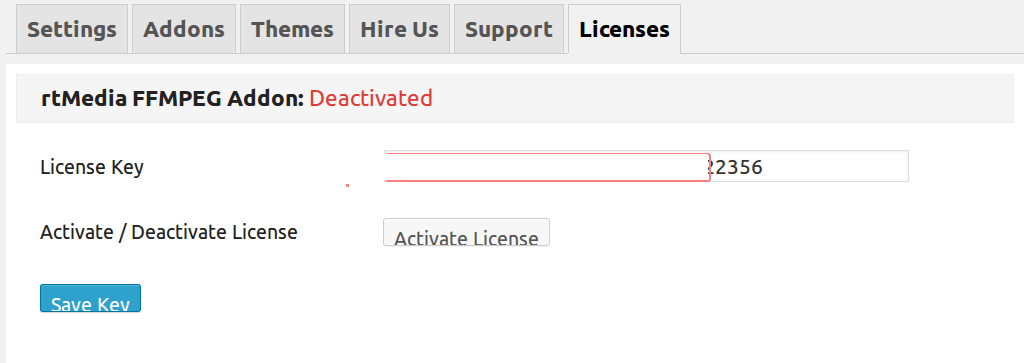 Settings Addons Themes Hire Us Support Licenses
rtMedia FFMPEG Addon: Deactivated
License Key 22356
Activate / Deactivate License Activate License
Save Key